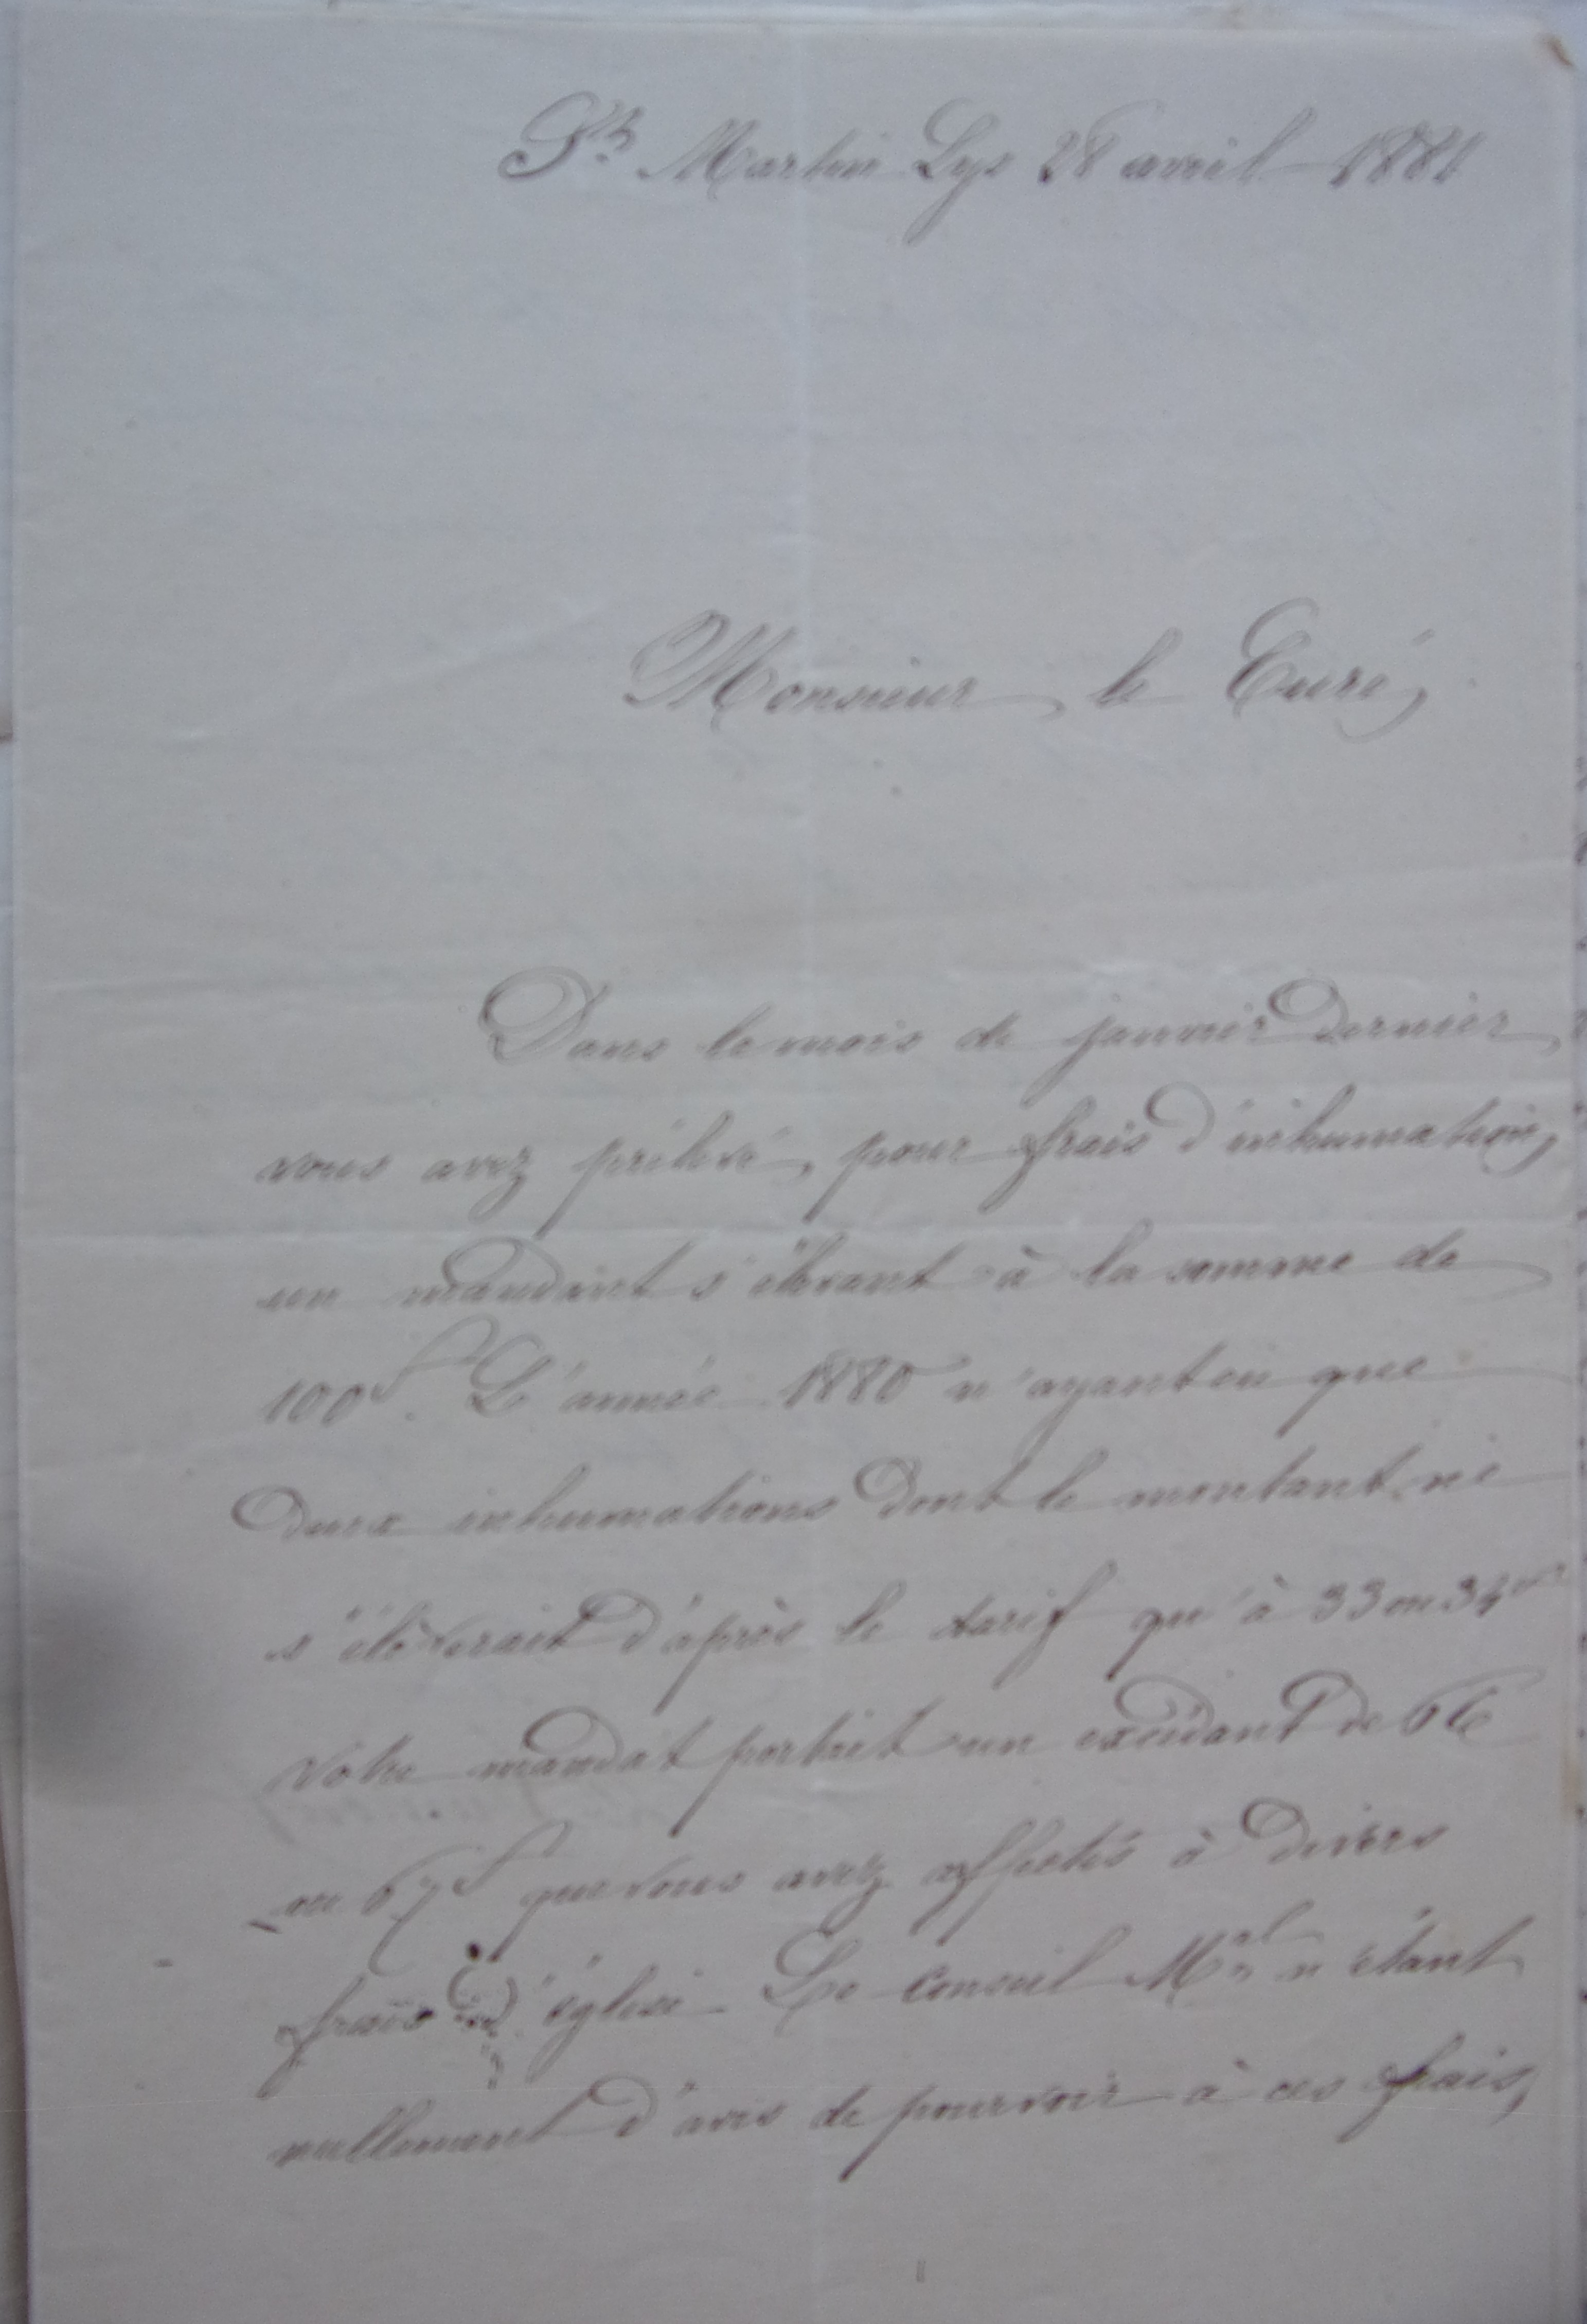 St Martin Lys 28 avril 1881
Monsieur le Curé,
Dans le mois de janvier dernier,
vous avez prélevé, pour frais d'inhumation,
un mandat s'élevant à la somme de
100f. L'année 1880 n'ayant eu que
deux inhumations dont le montant ne
s'élèverait d'après le tarif qu'à 33 ou 34f
votre mandat portait un excédant de 66
ou 67f que vous avez affectés à divers
frais d'église. Le Conseil Mnal n'étant
nullement d'avis de pourvoir à ces frais,